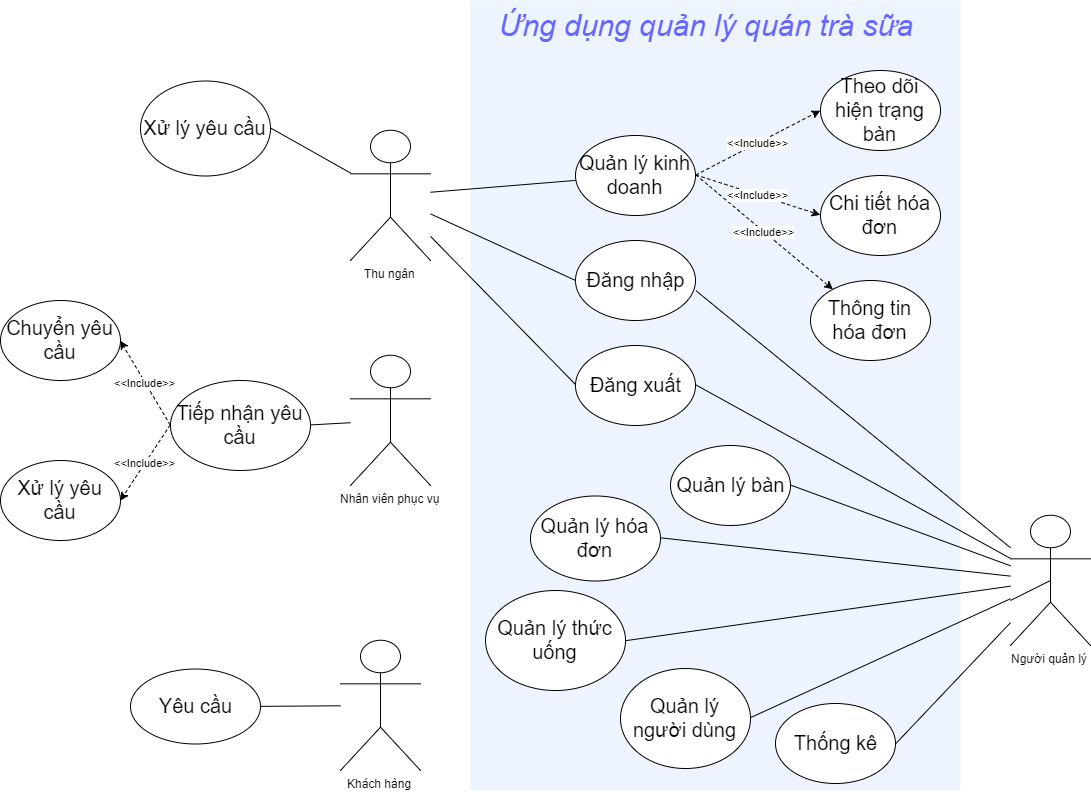 Ứng dụng quản lý quán trà sữa
Theo dõi
hiện trạng
bàn
Xử lý yêu cầu
<<Include>>
Quản lý kinh
doanh
<<Include>>
Chi tiết hóa
đơn
<<Include>>
Thu ngân
Đăng nhập
Thông tin
hóa đơn
Chuyển yêu
cầu
<<Include>>
Đăng xuất
Tiếp nhận yêu
cầu
<<Include>>
Xử lý yêu
cầu
Nhân viên phục vụ
Quản lý bàn
Quản lý hóa
đơn
Quản lý thức
uống
Người quản lý
Yêu cầu
Quản lý
người dùng
Thống kê
Khách hàng